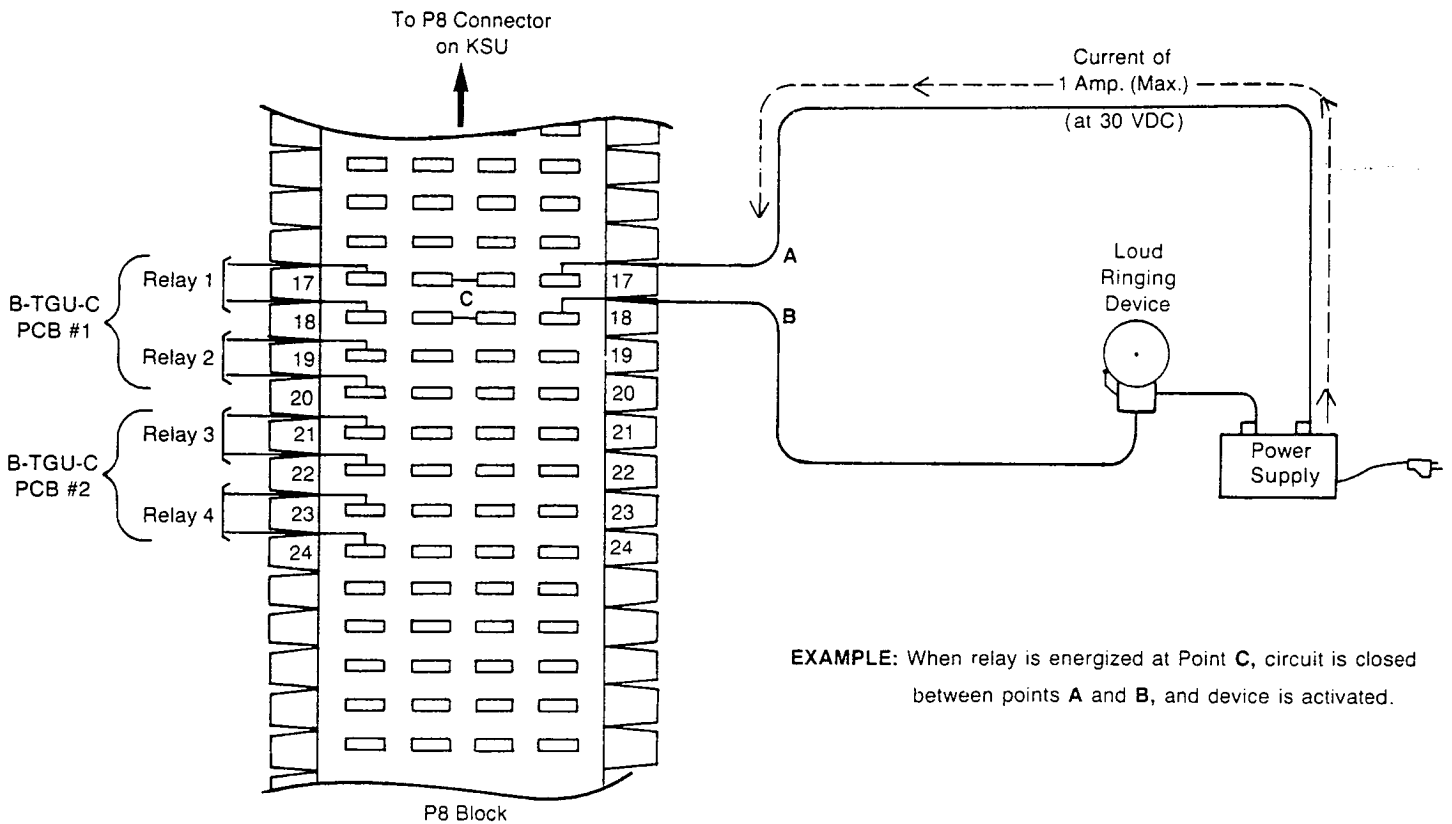 To P8 Connector
on KSU
Current of
1 Amp. (Max.)
(at 30 VDC)
A
B
C
Loud
Ringing
Device
Power
Supply
B-TGU-C
PCB #1
Relay 1
Relay 2
B-TGU-C
PCB #2
Relay 3
Relay 4
17
18
19
20
21
22
23
24
17
18
19
20
21
22
23
24
EXAMPLE: When relay is energized at Point C, circuit is closed
between points A and B, and device is activated.
P8 Block